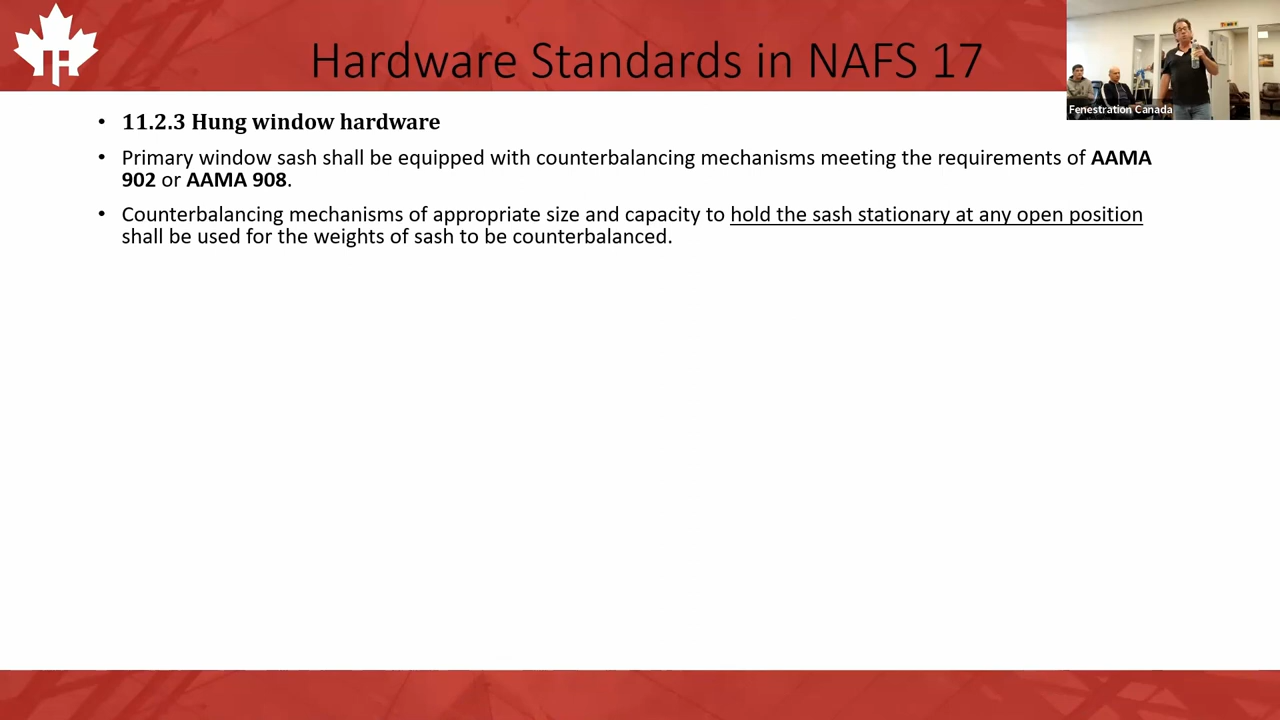 Hardware Standards in NAFS 17
Fenestration Canada
• 11.2.3 Hung window hardware
• Primary window sash shall be equipped with counterbalancing mechanisms meeting the requirements of AAMA
902 or AAMA 908.
• Counterbalancing mechanisms of appropriate size and capacity to hold the sash stationary at any open position
shall be used for the weights of sash to be counterbalanced.